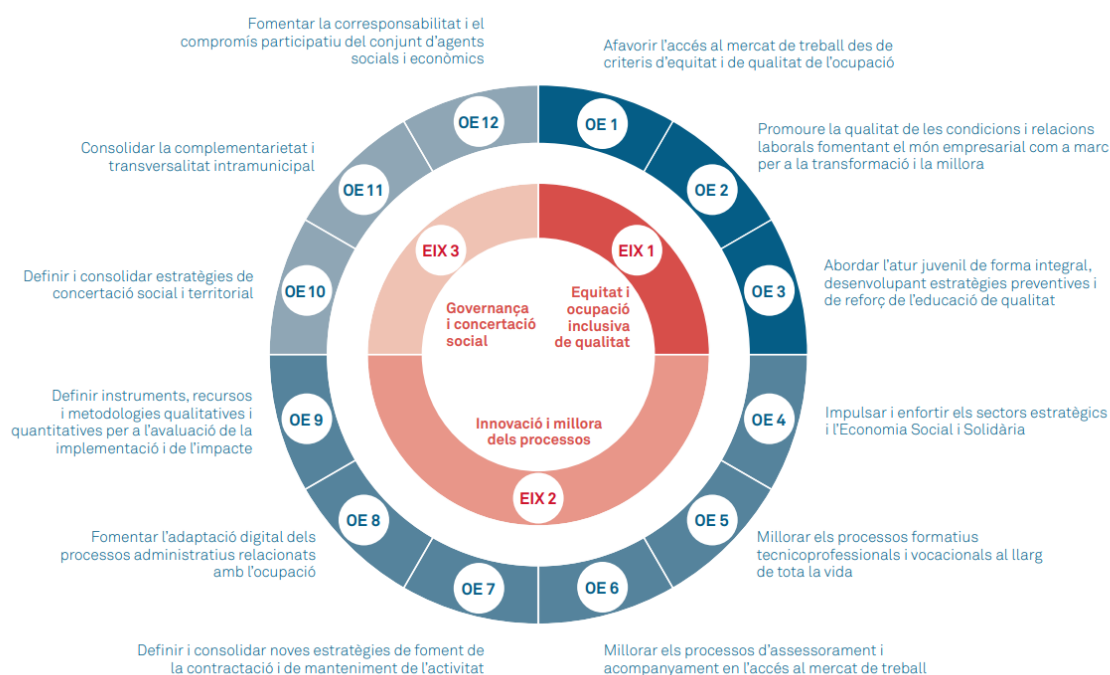 Fomentar la corresponsabilitat i el
compromís participatiu del conjunt d'agents
socials i econòmics
Afavorir l'accés al mercat de treball des de
criteris d'equitat i de qualitat de l'ocupació
OE 12
OE 1
Consolidar la complementarietat i
transversalitat intramunicipal
Promoure la qualitat de les condicions i relacions
laborals fomentant el món empresarial com a marc
per a la transformació i la millora
OE 11
OE 2
EIX 3
EIX 1
Definir i consolidar estratègies de
concertació social i territorial
OE 10
Governança
i concertació
social
Equitat i
ocupació
inclusiva
de qualitat
OE 3
Abordar l'atur juvenil de forma integral,
desenvolupant estratègies preventives i
de reforç de l'educació de qualitat
Definir instruments, recursos
i metodologies qualitatives i
quantitatives per a l'avaluació de la
implementació i de l'impacte
OE 9
Innovació i millora
dels processos
OE 4
Impulsar i enfortir els sectors estratègics
i l'Economia Social i Solidària
EIX 2
Fomentar l'adaptació digital dels
processos administratius relacionats
amb l'ocupació
OE 8
OE 5
Millorar els processos formatius
tecnicoprofessionals i vocacionals al llarg
de tota la vida
OE 7
OE 6
Definir i consolidar noves estratègies de foment de
la contractació i de manteniment de l'activitat
Millorar els processos d'assessorament i
acompanyament en l'accés al mercat de treball